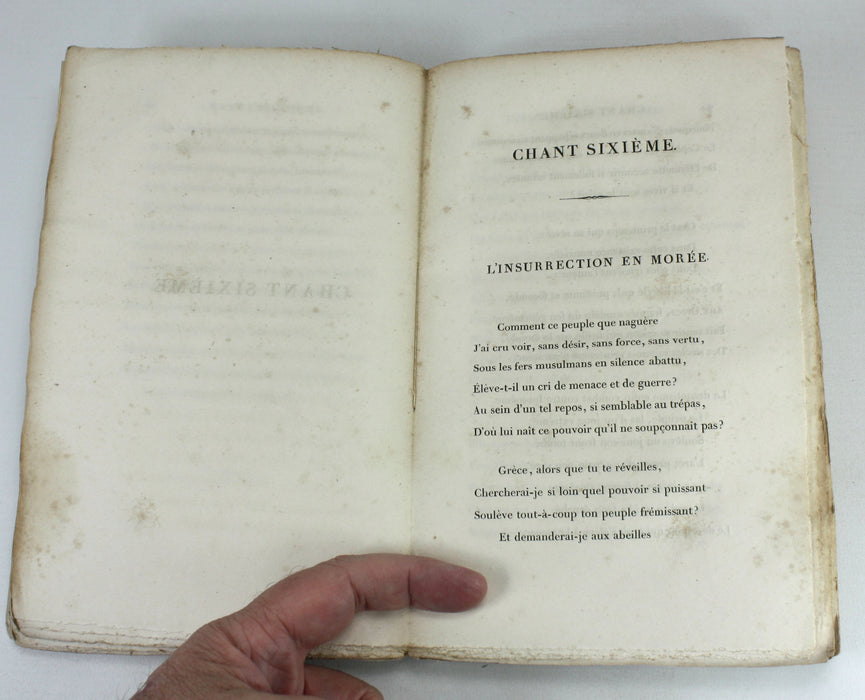 CHANT SIXIÈME.
L'INSURRECTION EN MORÉE.
Comment ce peuple que naguère
J'ai cru voir, sans désir, sans force, sans vertu,
Sous les fers musulmans en silence abattu,
Élève-t-il un cri de menace et de guerre?
Au sein d'un tel repos, si semblable au trépas,
D'où lui naît ce pouvoir qu'il ne soupçonnait pas?
Grèce, alors que tu te réveilles,
Chercherai-je si loin quel pouvoir si puissant
Soulève tout-à-coup ton peuple frémissant?
Et demanderai-je aux abeilles